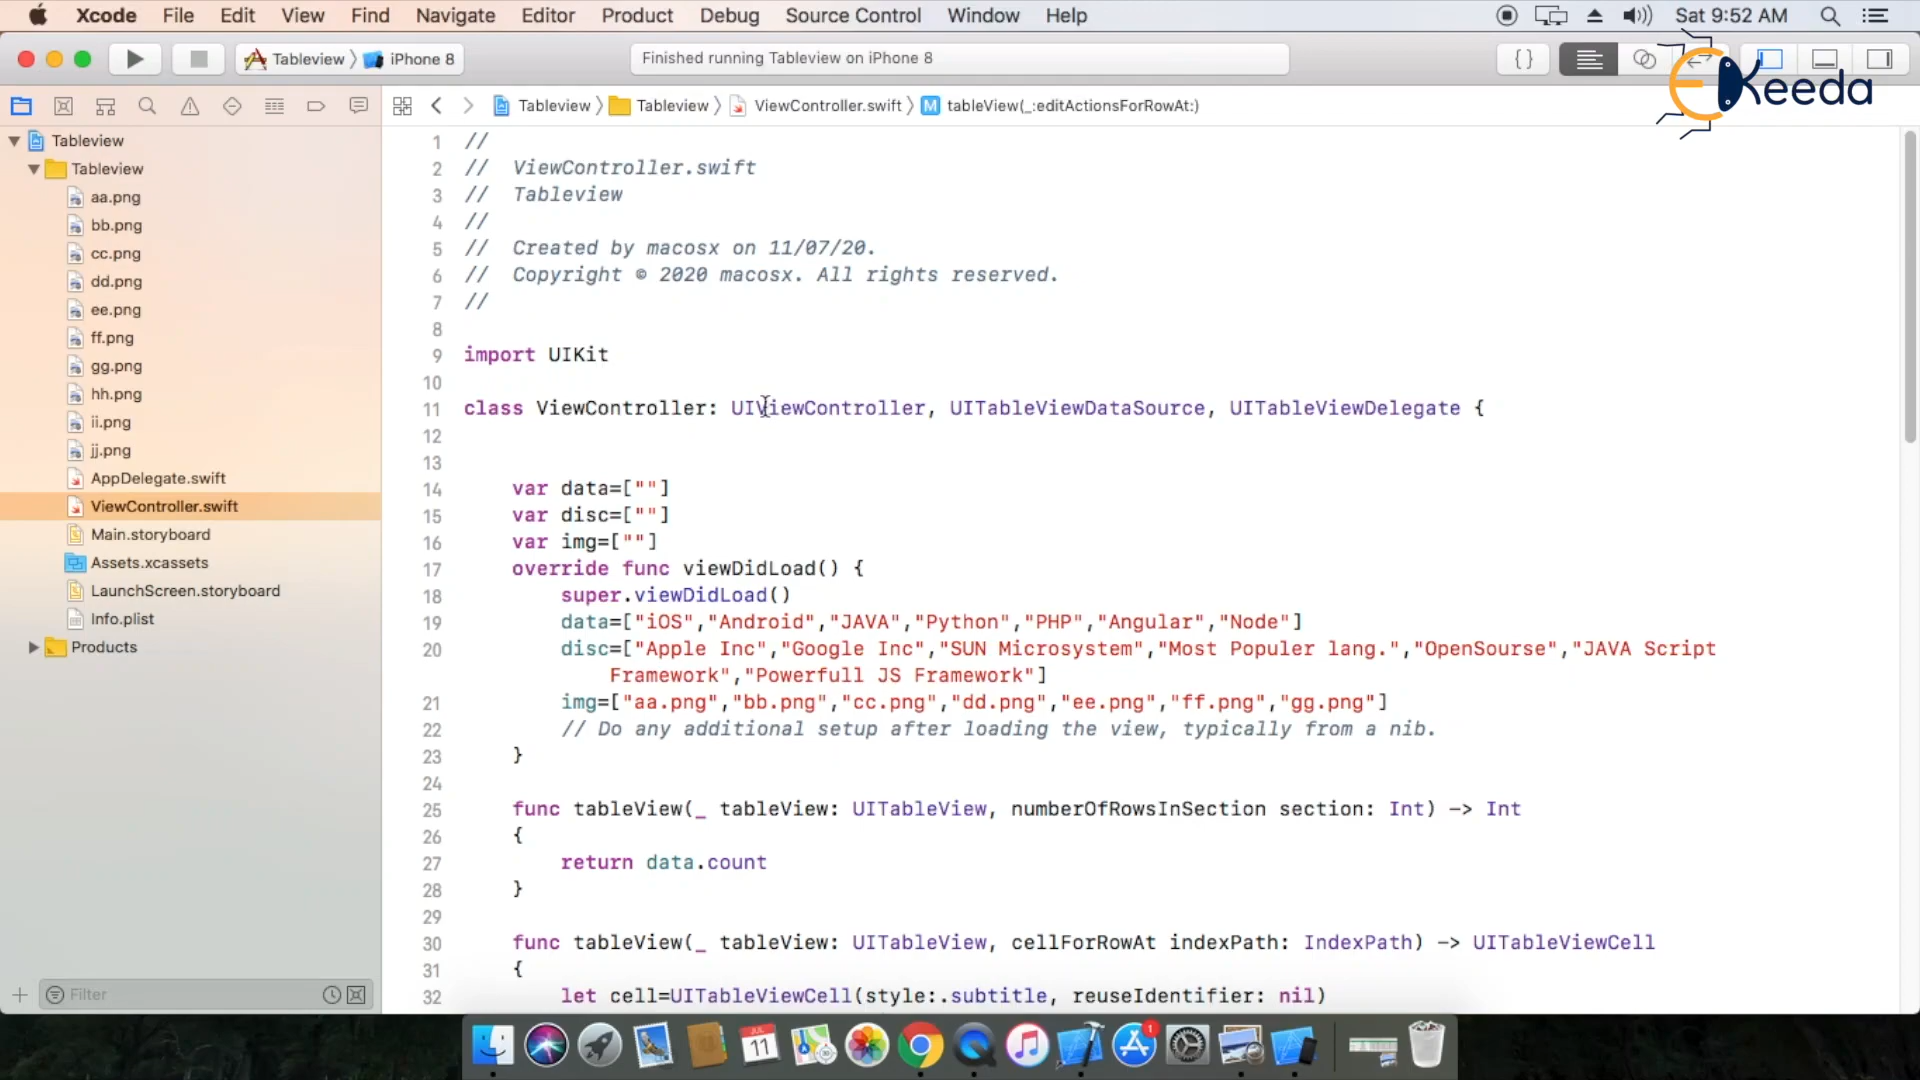 Xcode File Edit View Find Navigate Editor Product Debug Source Control Window Help Sat 9:52 AM
Tableview iPhone 8 Finished running Tableview on iPhone 8 { }
EKeeda
Tableview Tableview ViewController.swift M tableView(_:editActionsForRowAt:)
Tableview
Tableview
aa.png
bb.png
cc.png
dd.png
ee.png
ff.png
gg.png
hh.png
ii.png
jj.png
AppDelegate.swift
ViewController.swift
Main.storyboard
Assets.xcassets
LaunchScreen.storyboard
Info.plist
Products
Filter
1 //
2 // ViewController.swift
3 // Tableview
4 //
5 // Created by macosx on 11/07/20.
6 // Copyright © 2020 macosx. All rights reserved.
7 //
8
9 import UIKit
10
11 class ViewController: UIViewController, UITableViewDataSource, UITableViewDelegate {
12
13
14 var data=[""]
15 var disc=[""]
16 var img=[""]
17 override func viewDidLoad() {
18 super.viewDidLoad()
19 data=["iOS","Android","JAVA","Python","PHP","Angular","Node"]
20 disc=["Apple Inc","Google Inc","SUN Microsystem","Most Populer lang.","OpenSourse","JAVA Script
Framework","Powerfull JS Framework"]
21 img=["aa.png","bb.png","cc.png","dd.png","ee.png","ff.png","gg.png"]
22 // Do any additional setup after loading the view, typically from a nib.
23 }
24
25 func tableView(_ tableView: UITableView, numberOfRowsInSection section: Int) -> Int
26 {
27 return data.count
28 }
29
30 func tableView(_ tableView: UITableView, cellForRowAt indexPath: IndexPath) -> UITableViewCell
31 {
32 let cell=UITableViewCell(style:.subtitle, reuseIdentifier: nil)
11
1